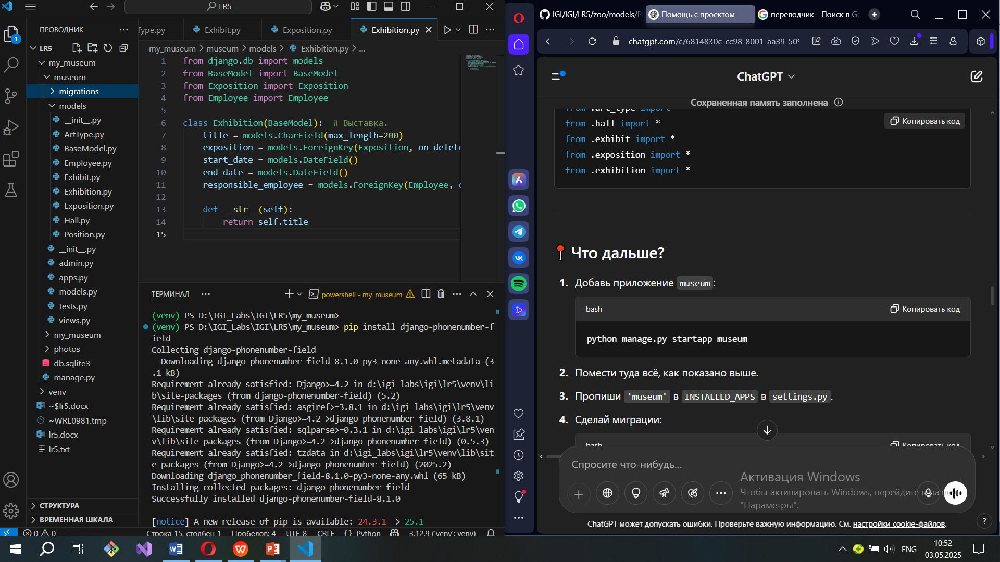 LR5
ПРОВОДНИК
Type.py
Exhibit.py
Exposition.py
Exhibition.py
LR5
my_museum
museum
migrations
models
__init__.py
ArtType.py
BaseModel.py
Employee.py
Exhibit.py
Exhibition.py
Exposition.py
Hall.py
Position.py
__init__.py
admin.py
apps.py
models.py
tests.py
views.py
my_museum
photos
db.sqlite3
manage.py
venv
~$lr5.docx
~WRL0981.tmp
lr5.docx
lr5.txt
СТРУКТУРА
ВРЕМЕННАЯ ШКАЛА
1
my_museum > museum > models > Exhibition.py > ...
1 from django.db import models
2 from BaseModel import BaseModel
3 from Exposition import Exposition
4 from Employee import Employee
5
6 class Exhibition(BaseModel):  # Выставка.
7     title = models.CharField(max_length=200)
8     exposition = models.ForeignKey(Exposition, on_delete
9     start_date = models.DateField()
10     end_date = models.DateField()
11     responsible_employee = models.ForeignKey(Employee,
12
13     def __str__(self):
14         return self.title
15
ТЕРМИНАЛ
powershell - my_museum
(venv) PS D:\IGI_Labs\IGI\LR5\my_museum>
(venv) PS D:\IGI_Labs\IGI\LR5\my_museum> pip install django-phonenumber-f
ield
Collecting django-phonenumber-field
  Downloading django_phonenumber_field-8.1.0-py3-none-any.whl.metadata (3
.1 kB)
Requirement already satisfied: Django>=4.2 in d:\igi_labs\igi\lr5\venv\li
b\site-packages (from django-phonenumber-field) (5.2)
Requirement already satisfied: asgiref>=3.8.1 in d:\igi_labs\igi\lr5\venv
\lib\site-packages (from Django>=4.2->django-phonenumber-field) (3.8.1)
Requirement already satisfied: sqlparse>=0.3.1 in d:\igi_labs\igi\lr5\ven
v\lib\site-packages (from Django>=4.2->django-phonenumber-field) (0.5.3)
Requirement already satisfied: tzdata in d:\igi_labs\igi\lr5\venv\lib\sit
e-packages (from Django>=4.2->django-phonenumber-field) (2025.2)
Downloading django_phonenumber_field-8.1.0-py3-none-any.whl (65 kB)
Installing collected packages: django-phonenumber-field
Successfully installed django-phonenumber-field-8.1.0
[notice] A new release of pip is available: 24.3.1 -> 25.1
0 0 Строка 15, столбец 1 Пробелов: 4 UTF-8 CRLF {} Python 3.12.9 ('venv': venv)
IGI/IGI/LR5/zoo/models/P
Помощь с проектом
переводчик - Поиск в Go
chatgpt.com/c/6814830c-cc98-8001-aa39-509
ChatGPT
Сохраненная память заполнена
from .art_type import
Копировать код
from .hall import *
from .exhibit import *
from .exposition import *
from .exhibition import *
Что дальше?
1. Добавь приложение museum:
bash
Копировать код
python manage.py startapp museum
2. Помести туда всё, как показано выше.
3. Пропиши 'museum' в INSTALLED_APPS в settings.py.
4. Сделай миграции:
bash
Копировать код
Спросите что-нибудь...
Активация Windows
Чтобы активировать Windows, перейдите в разд
"Параметры".
ChatGPT может допускать ошибки. Проверьте важную информацию. См. настройки cookie-файлов.
?
ENG
10:52
03.05.2025